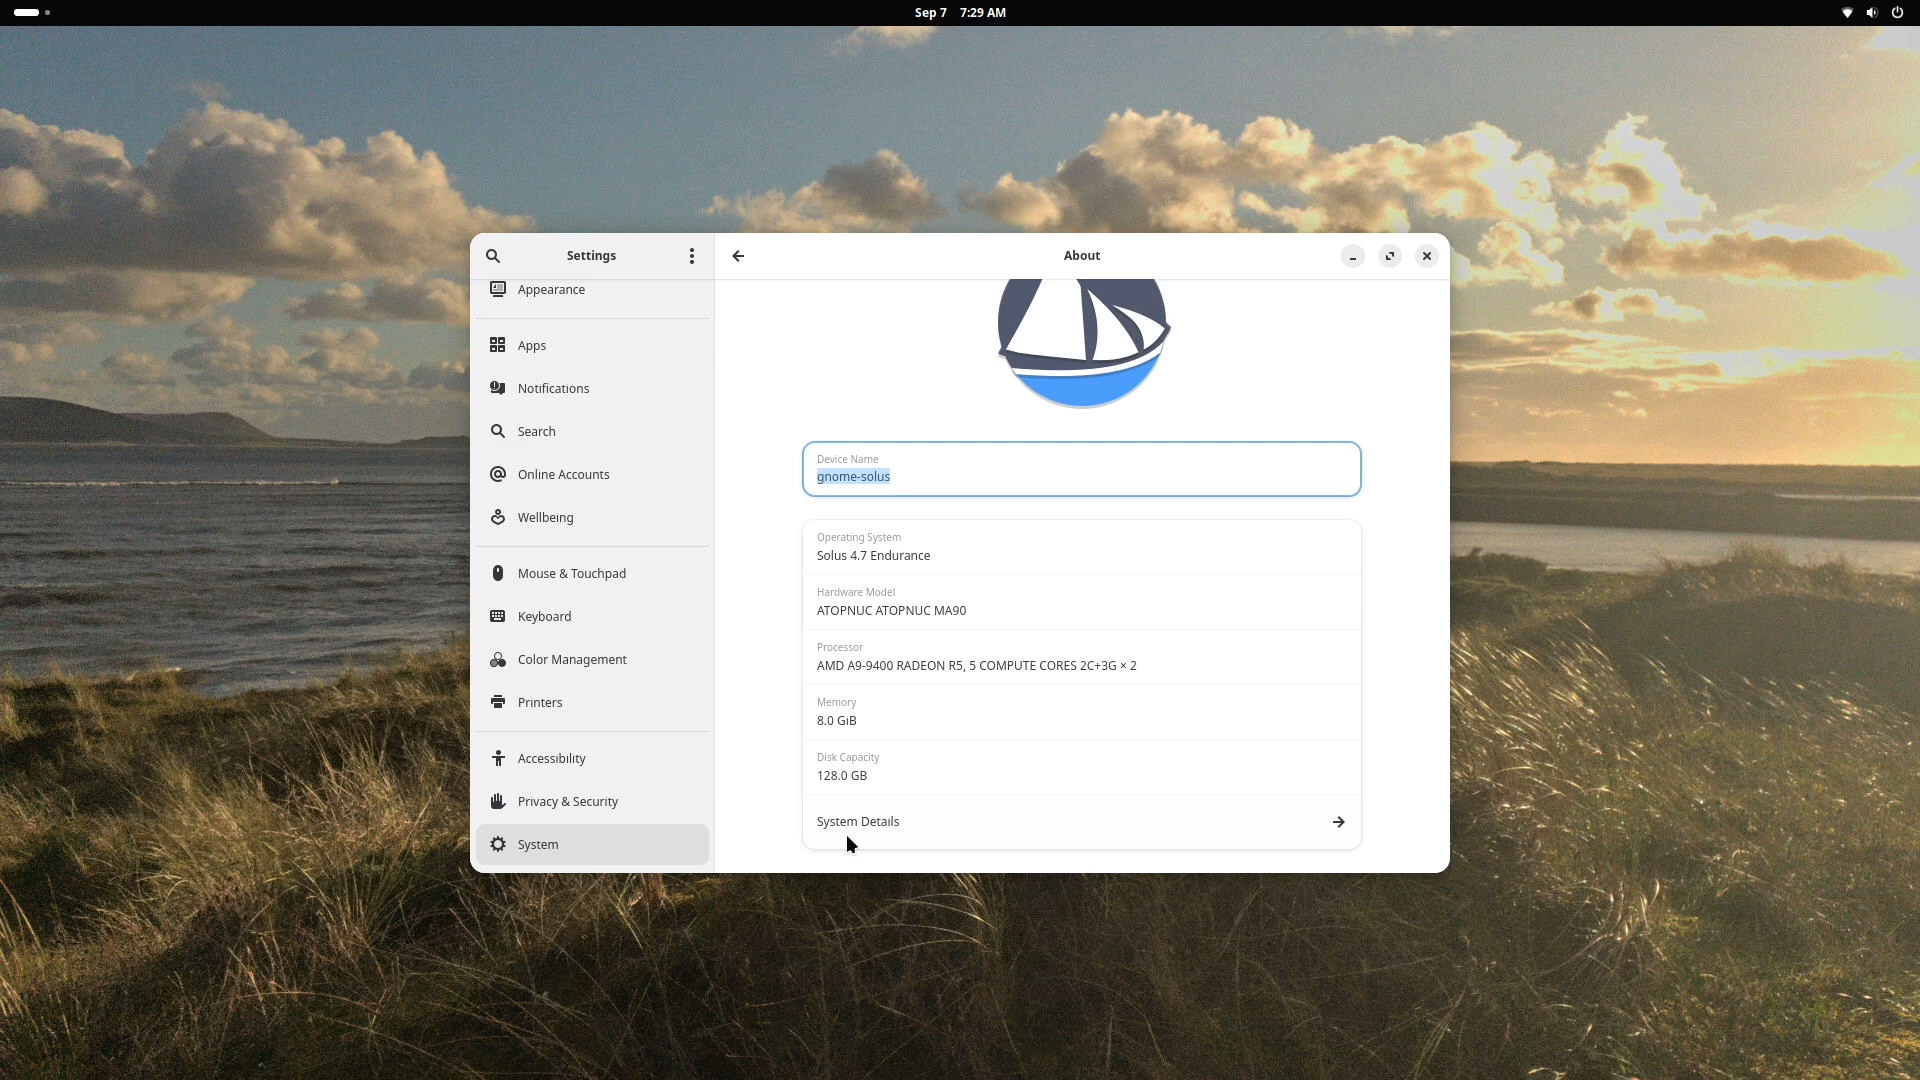 Sep 7 7:29 AM
Settings
About
Appearance
Apps
Notifications
Search
Online Accounts
Wellbeing
Mouse & Touchpad
Keyboard
Color Management
Printers
Accessibility
Privacy & Security
System
Device Name
gnome-solus
Operating System
Solus 4.7 Endurance
Hardware Model
ATOPNUC ATOPNUC MA90
Processor
AMD A9-9400 RADEON R5, 5 COMPUTE CORES 2C+3G × 2
Memory
8.0 GiB
Disk Capacity
128.0 GB
System Details